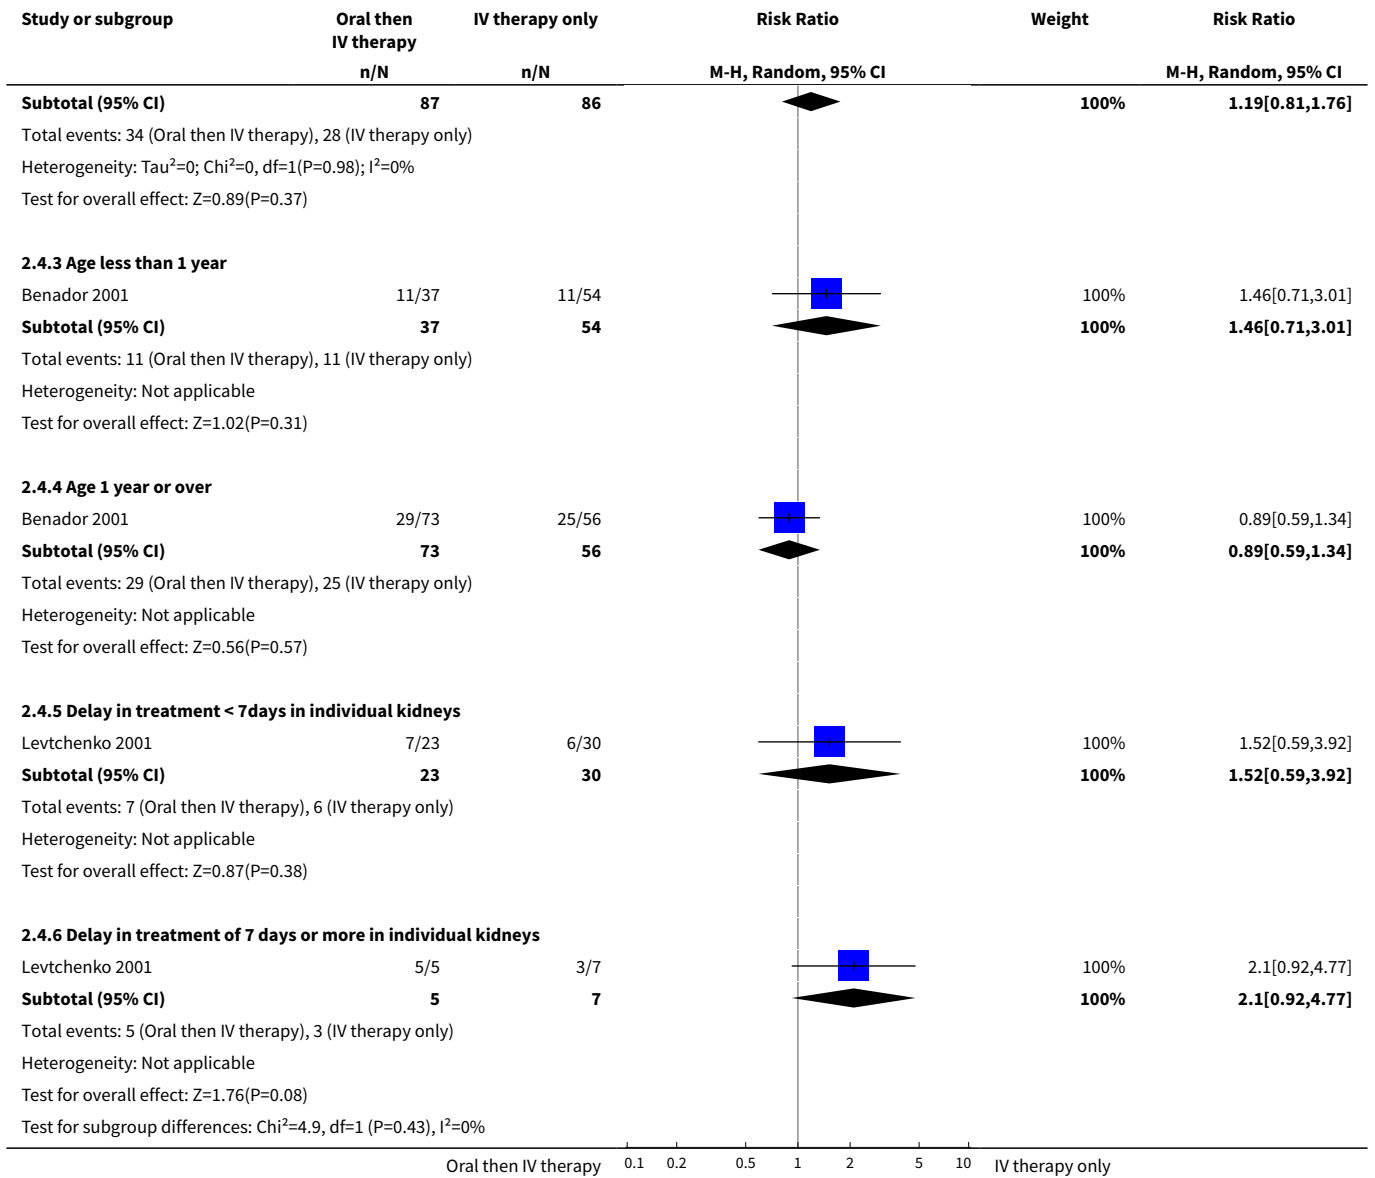 Study or subgroup Oral then IV therapy only Risk Ratio Weight Risk Ratio
IV therapy
n/N n/N M-H, Random, 95% CI M-H, Random, 95% CI
Subtotal (95% CI) 87 86 100% 1.19[0.81,1.76]
Total events: 34 (Oral then IV therapy), 28 (IV therapy only)
Heterogeneity: Tau²=0; Chi²=0, df=1(P=0.98); I²=0%
Test for overall effect: Z=0.89(P=0.37)
2.4.3 Age less than 1 year
Benador 2001 11/37 11/54 100% 1.46[0.71,3.01]
Subtotal (95% CI) 37 54 100% 1.46[0.71,3.01]
Total events: 11 (Oral then IV therapy), 11 (IV therapy only)
Heterogeneity: Not applicable
Test for overall effect: Z=1.02(P=0.31)
2.4.4 Age 1 year or over
Benador 2001 29/73 25/56 100% 0.89[0.59,1.34]
Subtotal (95% CI) 73 56 100% 0.89[0.59,1.34]
Total events: 29 (Oral then IV therapy), 25 (IV therapy only)
Heterogeneity: Not applicable
Test for overall effect: Z=0.56(P=0.57)
2.4.5 Delay in treatment < 7days in individual kidneys
Levtchenko 2001 7/23 6/30 100% 1.52[0.59,3.92]
Subtotal (95% CI) 23 30 100% 1.52[0.59,3.92]
Total events: 7 (Oral then IV therapy), 6 (IV therapy only)
Heterogeneity: Not applicable
Test for overall effect: Z=0.87(P=0.38)
2.4.6 Delay in treatment of 7 days or more in individual kidneys
Levtchenko 2001 5/5 3/7 100% 2.1[0.92,4.77]
Subtotal (95% CI) 5 7 100% 2.1[0.92,4.77]
Total events: 5 (Oral then IV therapy), 3 (IV therapy only)
Heterogeneity: Not applicable
Test for overall effect: Z=1.76(P=0.08)
Test for subgroup differences: Chi²=4.9, df=1 (P=0.43), I²=0%
Oral then IV therapy 0.1 0.2 0.5 1 2 5 10 IV therapy only